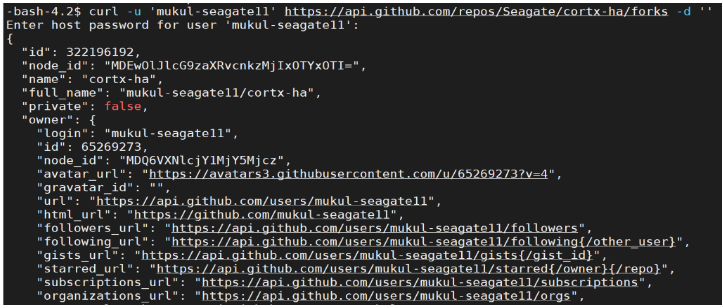 -bash-4.2$ curl -u 'mukul-seagate11' https://api.github.com/repos/Seagate/cortx-ha/forks -d ''
Enter host password for user 'mukul-seagate11':
{
  "id": 322196192,
  "node_id": "MDEwOlJlcG9zaXRvcnkzMjIxOTYxOTI=",
  "name": "cortx-ha",
  "full_name": "mukul-seagate11/cortx-ha",
  "private": false,
  "owner": {
    "login": "mukul-seagate11",
    "id": 65269273,
    "node_id": "MDQ6VXNlcjY1MjY5Mjcz",
    "avatar_url": "https://avatars3.githubusercontent.com/u/65269273?v=4",
    "gravatar_id": "",
    "url": "https://api.github.com/users/mukul-seagate11",
    "html_url": "https://github.com/mukul-seagate11",
    "followers_url": "https://api.github.com/users/mukul-seagate11/followers",
    "following_url": "https://api.github.com/users/mukul-seagate11/following{/other_user}",
    "gists_url": "https://api.github.com/users/mukul-seagate11/gists{/gist_id}",
    "starred_url": "https://api.github.com/users/mukul-seagate11/starred{/owner}{/repo}",
    "subscriptions_url": "https://api.github.com/users/mukul-seagate11/subscriptions",
    "organizations_url": "https://api.github.com/users/mukul-seagate11/orgs",